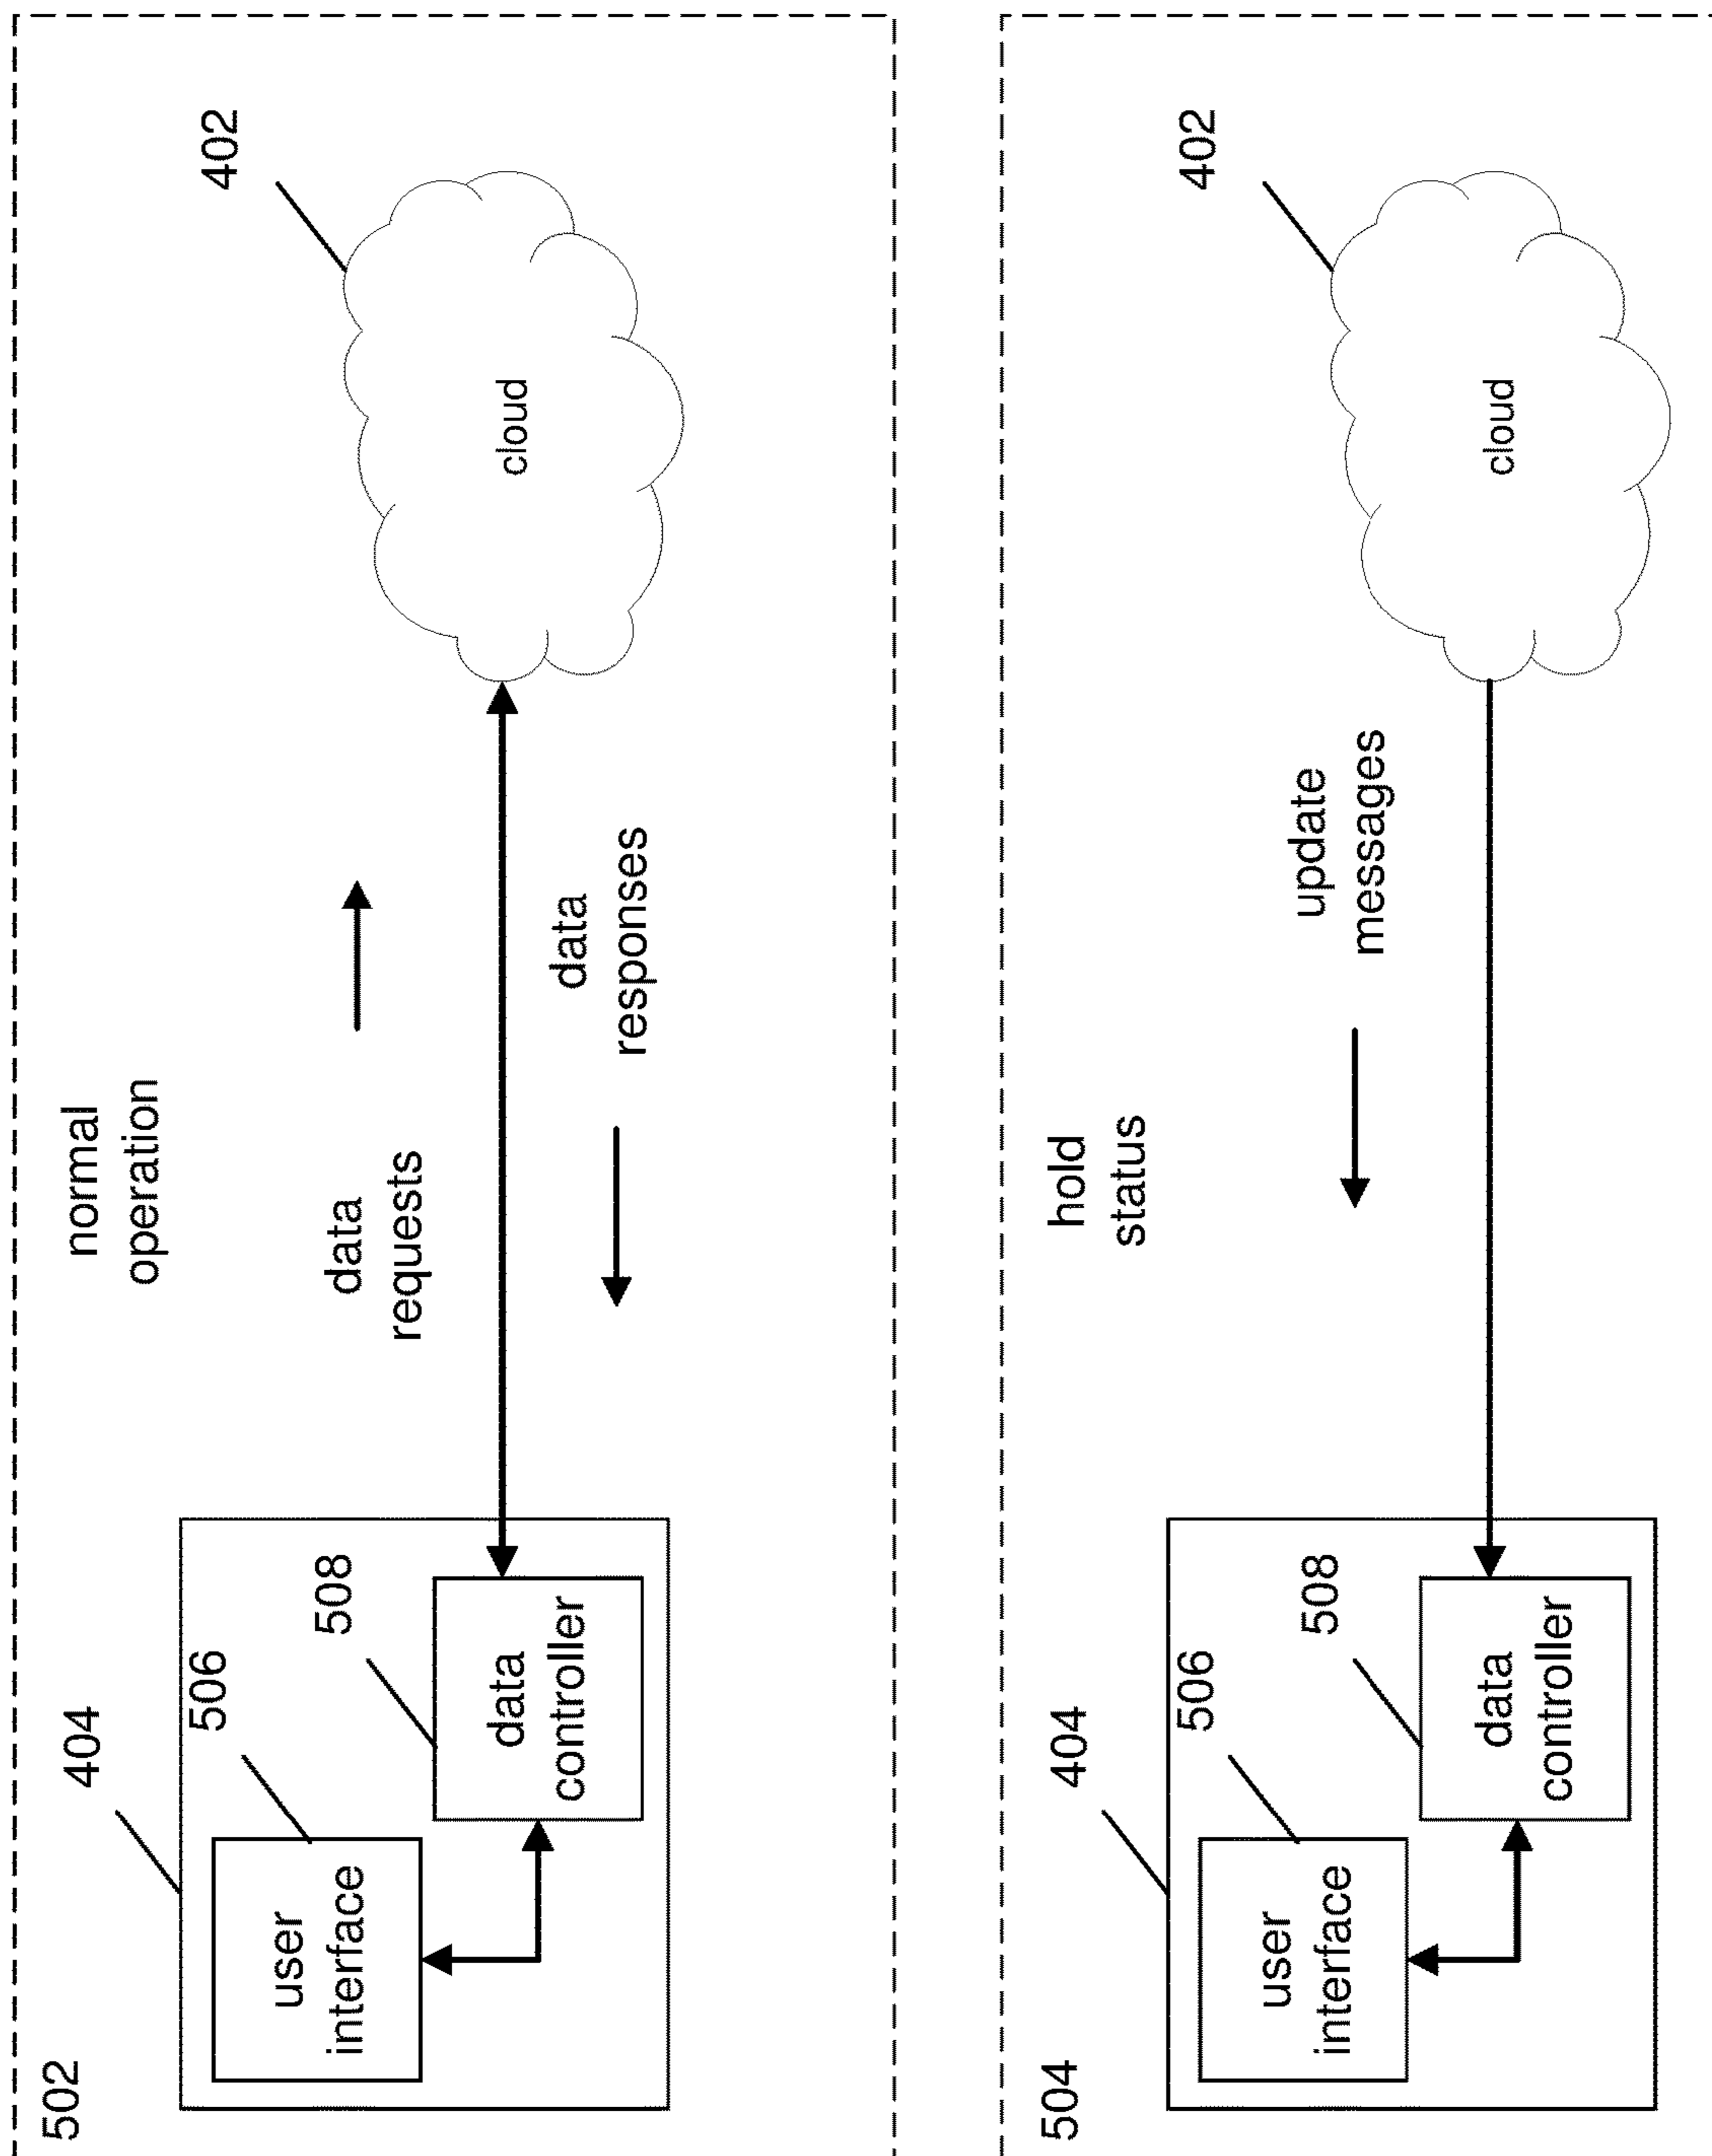 502
normal
operation
404
506
user
interface
508
data
controller
data
requests
data
responses
402
cloud
504
hold
status
404
506
user
interface
508
data
controller
update
messages
402
cloud